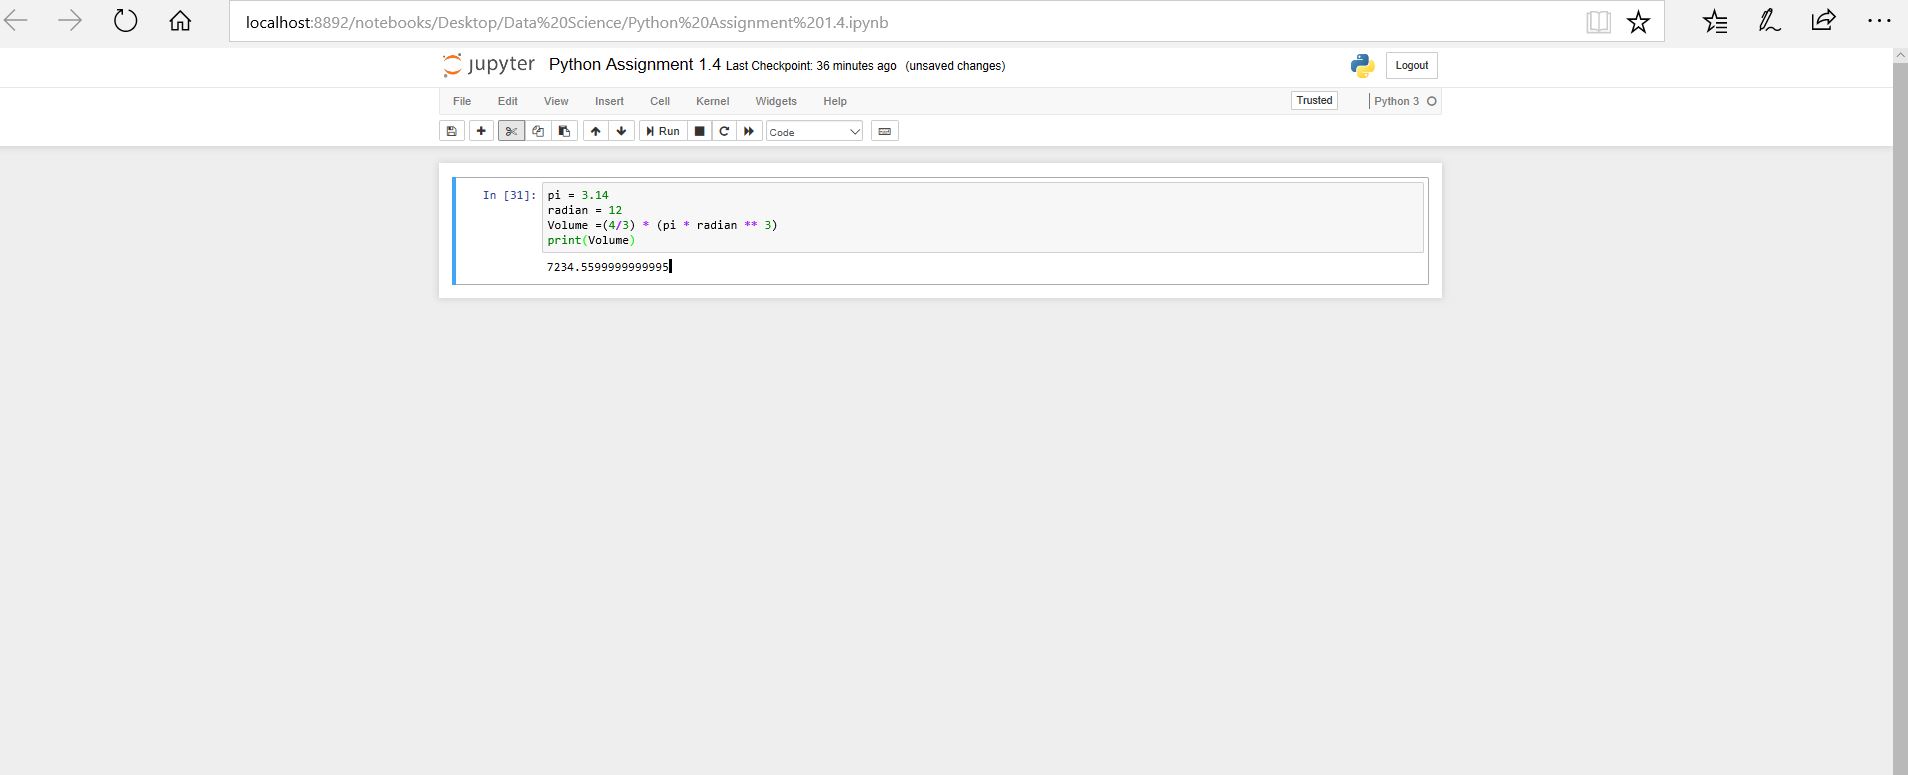 localhost:8892/notebooks/Desktop/Data%20Science/Python%20Assignment%201.4.ipynb
jupyter Python Assignment 1.4 Last Checkpoint: 36 minutes ago (unsaved changes)
Logout
File Edit View Insert Cell Kernel Widgets Help
Trusted
Python 3
Run
Code
In [31]: pi = 3.14
radian = 12
Volume =(4/3) * (pi * radian ** 3)
print(Volume)
7234.5599999999995